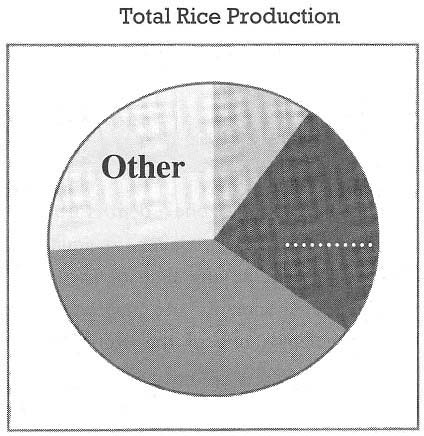 Total Rice Production
Other
..............